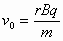 v₀ = rBq/m